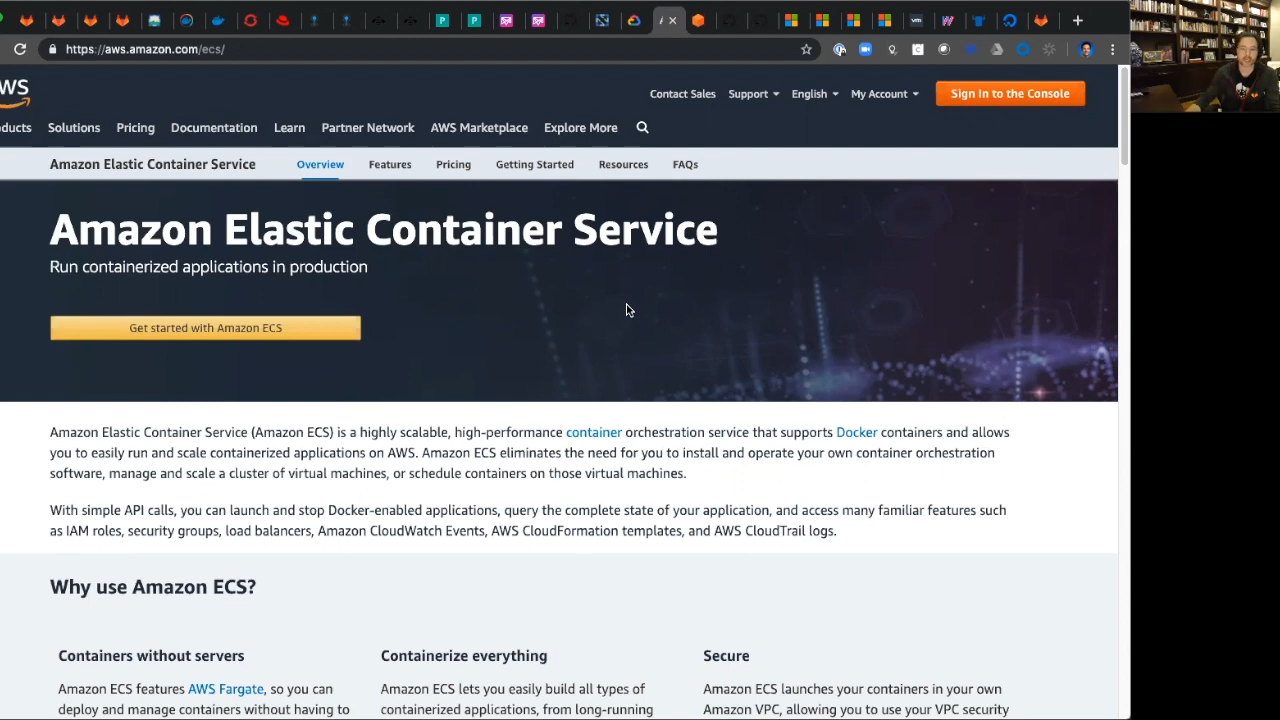 https://aws.amazon.com/ecs/
WS
Contact Sales Support English My Account Sign In to the Console
ducts Solutions Pricing Documentation Learn Partner Network AWS Marketplace Explore More
Amazon Elastic Container Service Overview Features Pricing Getting Started Resources FAQs
Amazon Elastic Container Service
Run containerized applications in production
Get started with Amazon ECS
Amazon Elastic Container Service (Amazon ECS) is a highly scalable, high-performance container orchestration service that supports Docker containers and allows
you to easily run and scale containerized applications on AWS. Amazon ECS eliminates the need for you to install and operate your own container orchestration
software, manage and scale a cluster of virtual machines, or schedule containers on those virtual machines.
With simple API calls, you can launch and stop Docker-enabled applications, query the complete state of your application, and access many familiar features such
as IAM roles, security groups, load balancers, Amazon CloudWatch Events, AWS CloudFormation templates, and AWS CloudTrail logs.
Why use Amazon ECS?
Containers without servers
Amazon ECS features AWS Fargate, so you can
deploy and manage containers without having to
Containerize everything
Amazon ECS lets you easily build all types of
containerized applications, from long-running
Secure
Amazon ECS launches your containers in your own
Amazon VPC, allowing you to use your VPC security